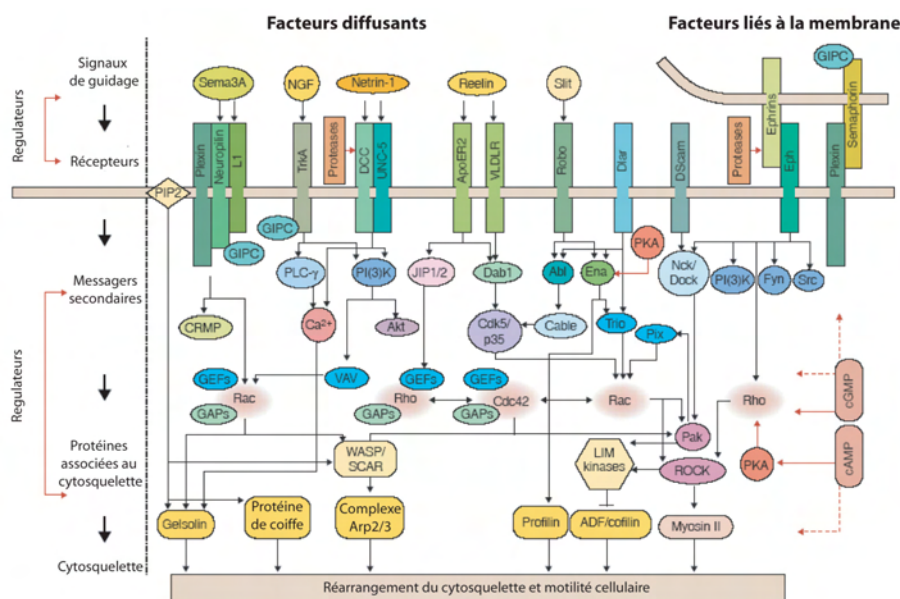 Facteurs diffusants
Facteurs liés à la membrane
Signaux
de guidage
Regulateurs
Récepteurs
Messagers
secondaires
Regulateurs
Protéines
associées au
cytosquelette
Cytosquelette
Sema3A
NGF
Netrin-1
Reelin
Slit
GIPC
Ephrins
Semaphorin
Plexin
Neuropilin
L1
TrkA
Proteases
DCC
UNC-5
ApoER2
VLDLR
Robo
Dlar
DScam
Proteases
Eph
Plexin
PIP2
GIPC
GIPC
PLC-γ
PI(3)K
JIP1/2
Dab1
Abl
Ena
PKA
Nck/
Dock
PI(3)K
Fyn
Src
CRMP
Ca²⁺
Akt
Cdk5/
p35
Cable
Trio
Pix
GEFs
Rac
GAPs
VAV
GEFs
Rho
GAPs
GEFs
Cdc42
GAPs
Rac
Rho
cGMP
cAMP
Pak
WASP/
SCAR
LIM
kinases
ROCK
PKA
Gelsolin
Protéine
de coiffe
Complexe
Arp2/3
Profilin
ADF/cofilin
Myosin II
Réarrangement du cytosquelette et motilité cellulaire